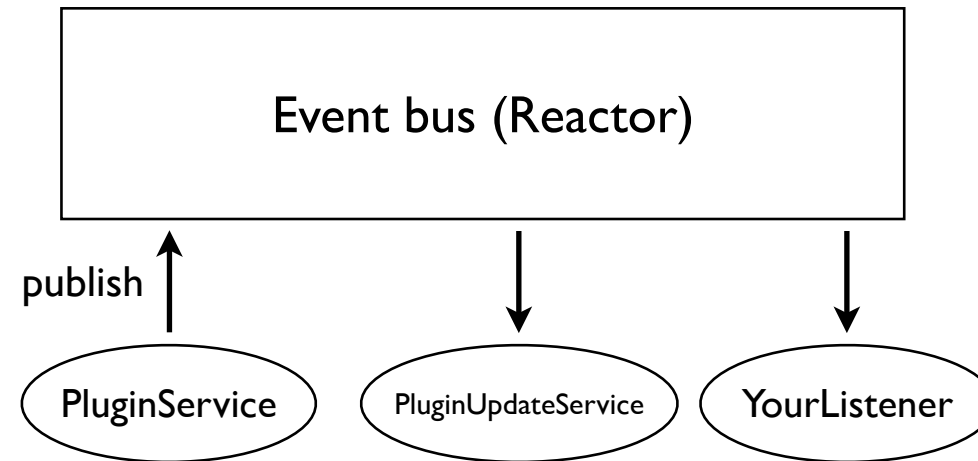 Event bus (Reactor)
publish
PluginService
PluginUpdateService
YourListener